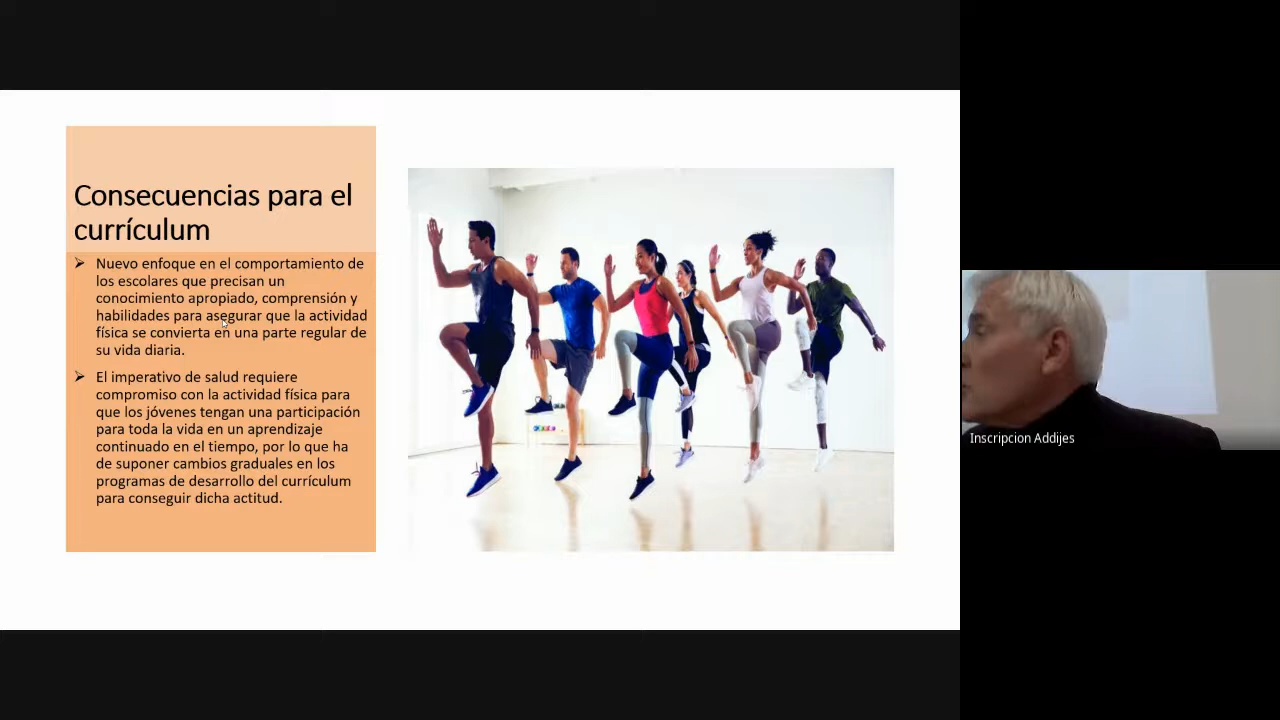 Consecuencias para el
currículum
Nuevo enfoque en el comportamiento de
los escolares que precisan un
conocimiento apropiado, comprensión y
habilidades para asegurar que la actividad
física se convierta en una parte regular de
su vida diaria.
El imperativo de salud requiere
compromiso con la actividad física para
que los jóvenes tengan una participación
para toda la vida en un aprendizaje
continuado en el tiempo, por lo que ha
de suponer cambios graduales en los
programas de desarrollo del currículum
para conseguir dicha actitud.
Inscripcion Addijes